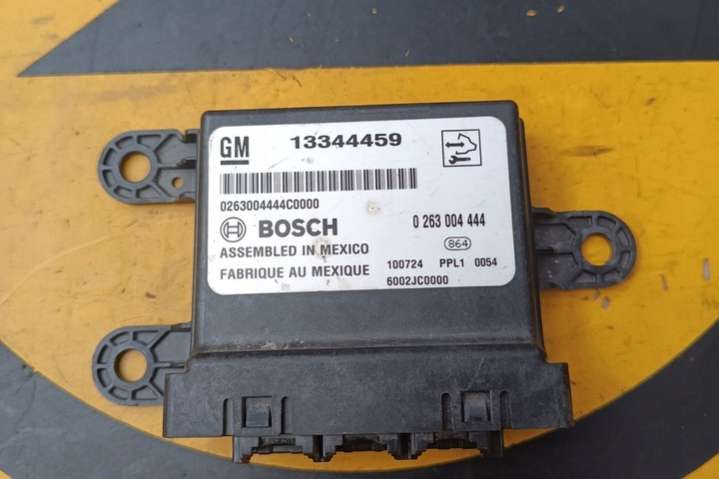 GM 13344459
0263004444C0000
BOSCH 0 263 004 444
ASSEMBLED IN MEXICO 864
FABRIQUE AU MEXIQUE 100724 PPL1 0054
6002JC0000